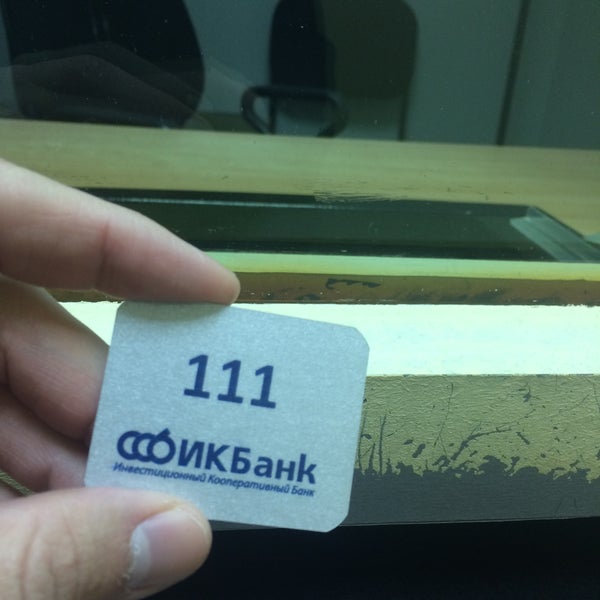 111
ИКБанк
Инвестиционный Кооперативный Банк